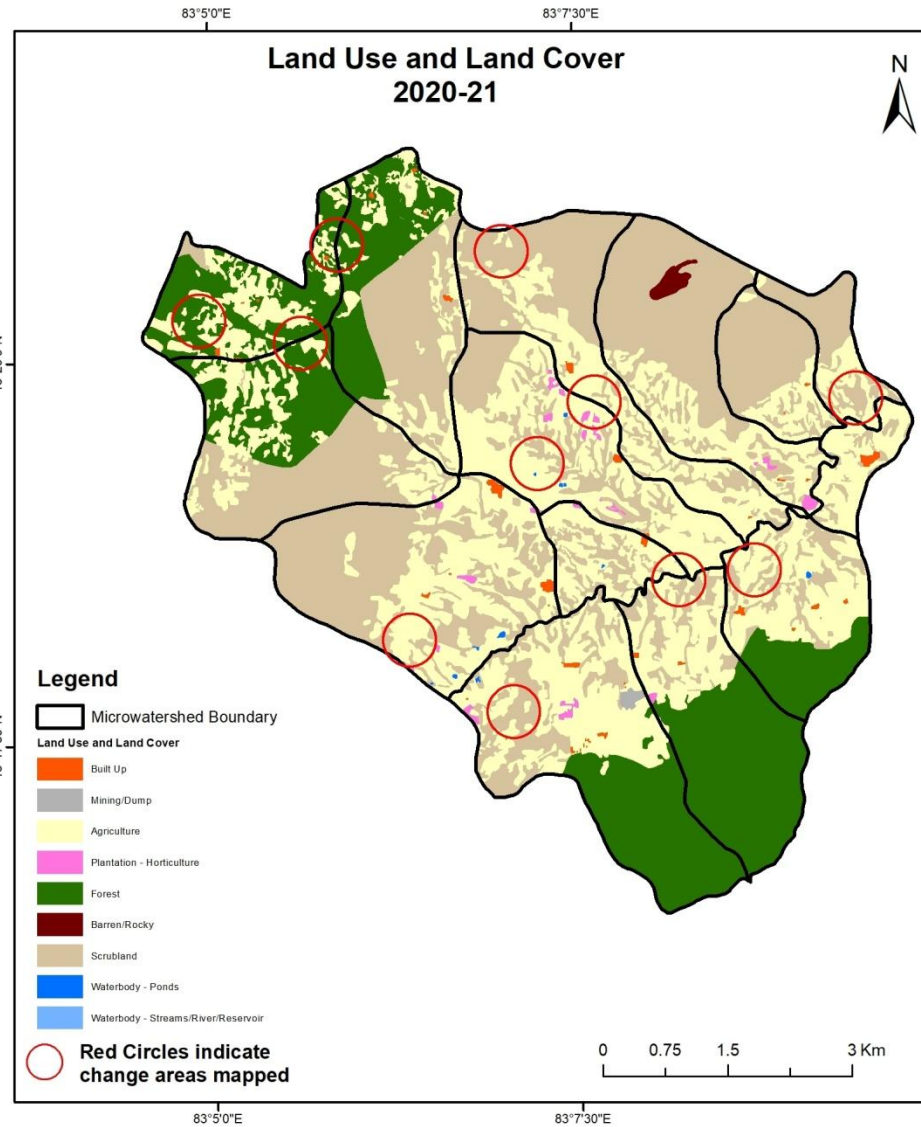 83°5'0"E
83°7'30"E
Land Use and Land Cover
2020-21
N
Legend
Microwatershed Boundary
Land Use and Land Cover
Built Up
Mining/Dump
Agriculture
Plantation - Horticulture
Forest
Barren/Rocky
Scrubland
Waterbody - Ponds
Waterbody - Streams/River/Reservoir
Red Circles indicate
change areas mapped
0 0.75 1.5 3 Km
83°5'0"E
83°7'30"E